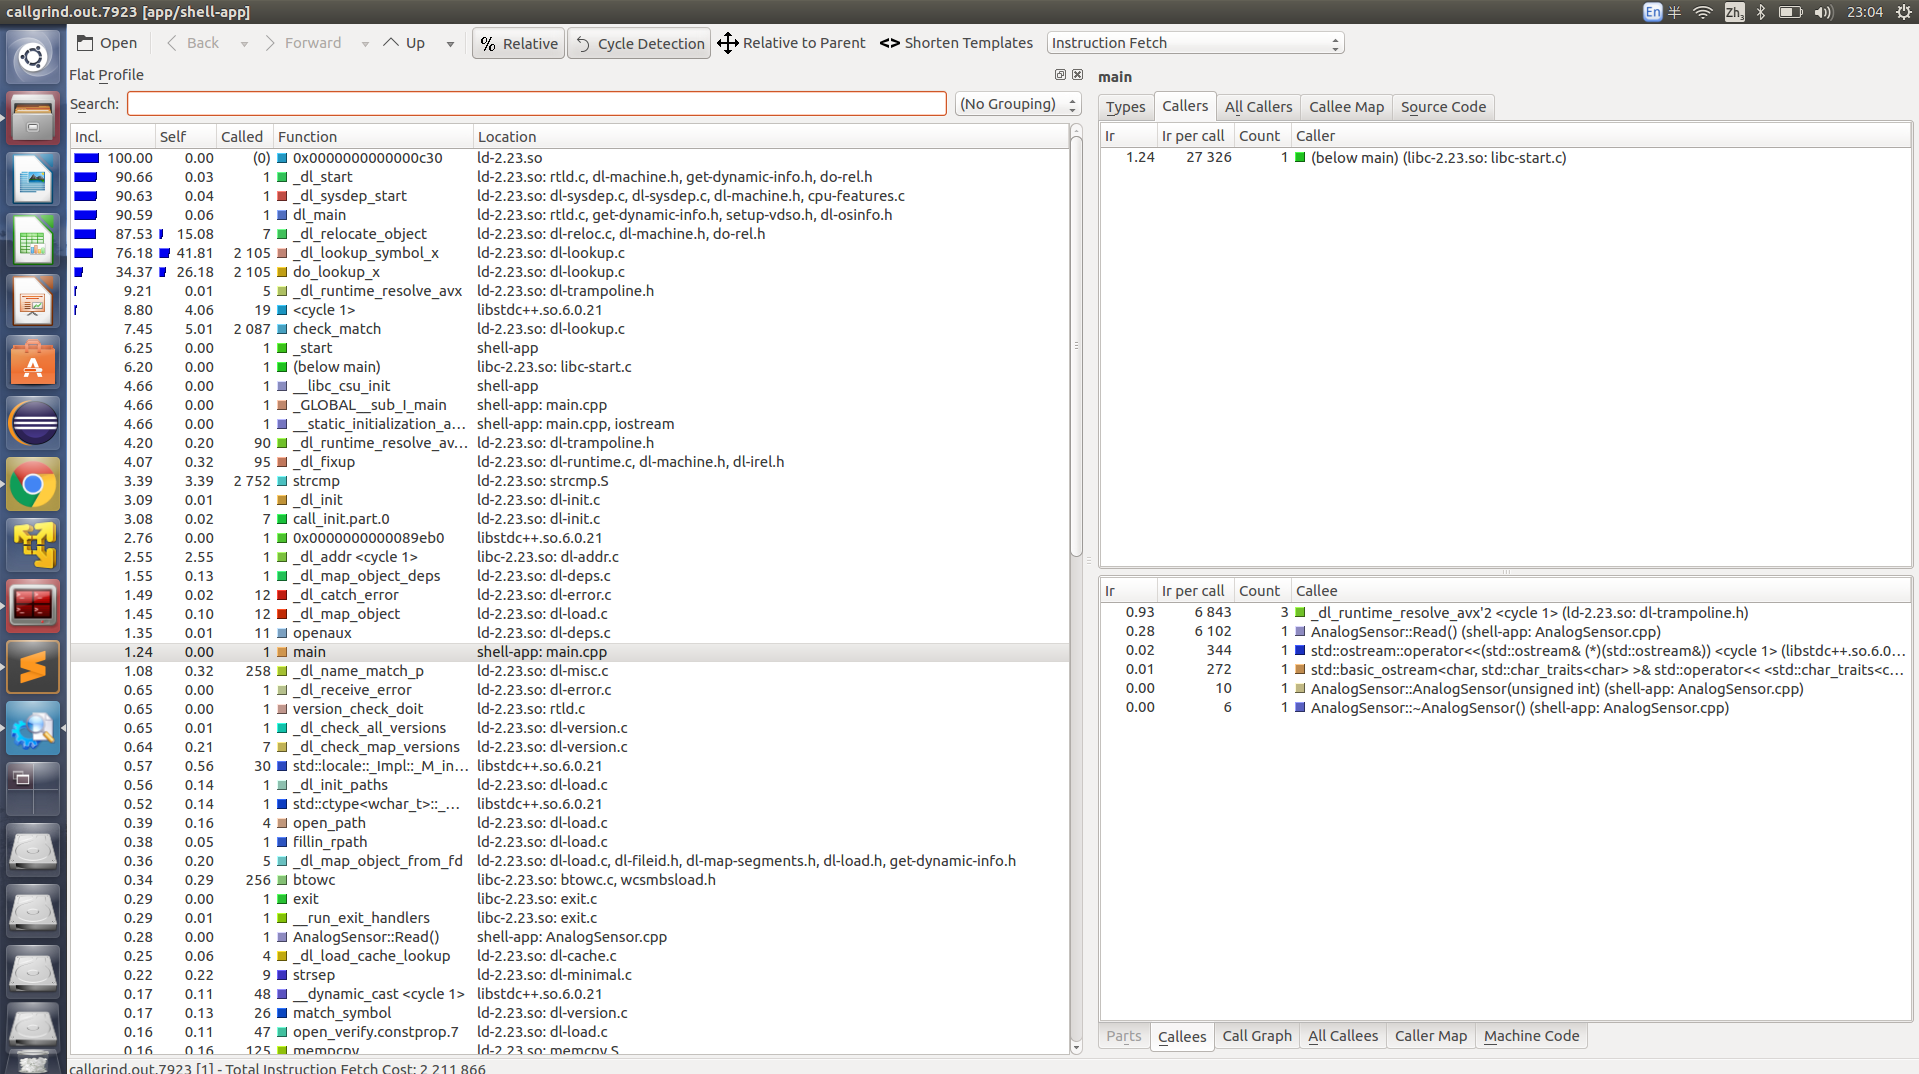 callgrind.out.7923 [app/shell-app]
En 半 Zh3 23:04
Open Back Forward Up % Relative Cycle Detection Relative to Parent <> Shorten Templates Instruction Fetch
Flat Profile
Search: (No Grouping)
Incl. Self Called Function Location
100.00 0.00 (0) 0x0000000000000c30 ld-2.23.so
90.66 0.03 1 _dl_start ld-2.23.so: rtld.c, dl-machine.h, get-dynamic-info.h, do-rel.h
90.63 0.04 1 _dl_sysdep_start ld-2.23.so: dl-sysdep.c, dl-sysdep.c, dl-machine.h, cpu-features.c
90.59 0.06 1 dl_main ld-2.23.so: rtld.c, get-dynamic-info.h, setup-vdso.h, dl-osinfo.h
87.53 15.08 7 _dl_relocate_object ld-2.23.so: dl-reloc.c, dl-machine.h, do-rel.h
76.18 41.81 2 105 _dl_lookup_symbol_x ld-2.23.so: dl-lookup.c
34.37 26.18 2 105 do_lookup_x ld-2.23.so: dl-lookup.c
9.21 0.01 5 _dl_runtime_resolve_avx ld-2.23.so: dl-trampoline.h
8.80 4.06 19 <cycle 1> libstdc++.so.6.0.21
7.45 5.01 2 087 check_match ld-2.23.so: dl-lookup.c
6.25 0.00 1 _start shell-app
6.20 0.00 1 (below main) libc-2.23.so: libc-start.c
4.66 0.00 1 __libc_csu_init shell-app
4.66 0.00 1 _GLOBAL__sub_I_main shell-app: main.cpp
4.66 0.00 1 __static_initialization_a... shell-app: main.cpp, iostream
4.20 0.20 90 _dl_runtime_resolve_av... ld-2.23.so: dl-trampoline.h
4.07 0.32 95 _dl_fixup ld-2.23.so: dl-runtime.c, dl-machine.h, dl-irel.h
3.39 3.39 2 752 strcmp ld-2.23.so: strcmp.S
3.09 0.01 1 _dl_init ld-2.23.so: dl-init.c
3.08 0.02 7 call_init.part.0 ld-2.23.so: dl-init.c
2.76 0.00 1 0x0000000000089eb0 libstdc++.so.6.0.21
2.55 2.55 1 _dl_addr <cycle 1> libc-2.23.so: dl-addr.c
1.55 0.13 1 _dl_map_object_deps ld-2.23.so: dl-deps.c
1.49 0.02 12 _dl_catch_error ld-2.23.so: dl-error.c
1.45 0.10 12 _dl_map_object ld-2.23.so: dl-load.c
1.35 0.01 11 openaux ld-2.23.so: dl-deps.c
1.24 0.00 1 main shell-app: main.cpp
1.08 0.32 258 _dl_name_match_p ld-2.23.so: dl-misc.c
0.65 0.00 1 _dl_receive_error ld-2.23.so: dl-error.c
0.65 0.00 1 version_check_doit ld-2.23.so: rtld.c
0.65 0.01 1 _dl_check_all_versions ld-2.23.so: dl-version.c
0.64 0.21 7 _dl_check_map_versions ld-2.23.so: dl-version.c
0.57 0.56 30 std::locale::_Impl::_M_in... libstdc++.so.6.0.21
0.56 0.14 1 _dl_init_paths ld-2.23.so: dl-load.c
0.52 0.14 1 std::ctype<wchar_t>::_... libstdc++.so.6.0.21
0.39 0.16 4 open_path ld-2.23.so: dl-load.c
0.38 0.05 1 fillin_rpath ld-2.23.so: dl-load.c
0.36 0.20 5 _dl_map_object_from_fd ld-2.23.so: dl-load.c, dl-fileid.h, dl-map-segments.h, dl-load.h, get-dynamic-info.h
0.34 0.29 256 btowc libc-2.23.so: btowc.c, wcsmbsload.h
0.29 0.00 1 exit libc-2.23.so: exit.c
0.29 0.01 1 __run_exit_handlers libc-2.23.so: exit.c
0.28 0.00 1 AnalogSensor::Read() shell-app: AnalogSensor.cpp
0.25 0.06 4 _dl_load_cache_lookup ld-2.23.so: dl-cache.c
0.22 0.22 9 strsep ld-2.23.so: dl-minimal.c
0.17 0.11 48 __dynamic_cast <cycle 1> libstdc++.so.6.0.21
0.17 0.13 26 match_symbol ld-2.23.so: dl-version.c
0.16 0.11 47 open_verify.constprop.7 ld-2.23.so: dl-load.c
0.16 0.16 125 mempcpy ld-2.23.so: memcpy.S
main
Types Callers All Callers Callee Map Source Code
Ir Ir per call Count Caller
1.24 27 326 1 (below main) (libc-2.23.so: libc-start.c)
Ir Ir per call Count Callee
0.93 6 843 3 _dl_runtime_resolve_avx'2 <cycle 1> (ld-2.23.so: dl-trampoline.h)
0.28 6 102 1 AnalogSensor::Read() (shell-app: AnalogSensor.cpp)
0.02 344 1 std::ostream::operator<<(std::ostream& (*)(std::ostream&)) <cycle 1> (libstdc++.so.6.0...
0.01 272 1 std::basic_ostream<char, std::char_traits<char> >& std::operator<< <std::char_traits<c...
0.00 10 1 AnalogSensor::AnalogSensor(unsigned int) (shell-app: AnalogSensor.cpp)
0.00 6 1 AnalogSensor::~AnalogSensor() (shell-app: AnalogSensor.cpp)
Parts Callees Call Graph All Callees Caller Map Machine Code
callgrind.out.7923 [1] - Total Instruction Fetch Cost: 2 211 866